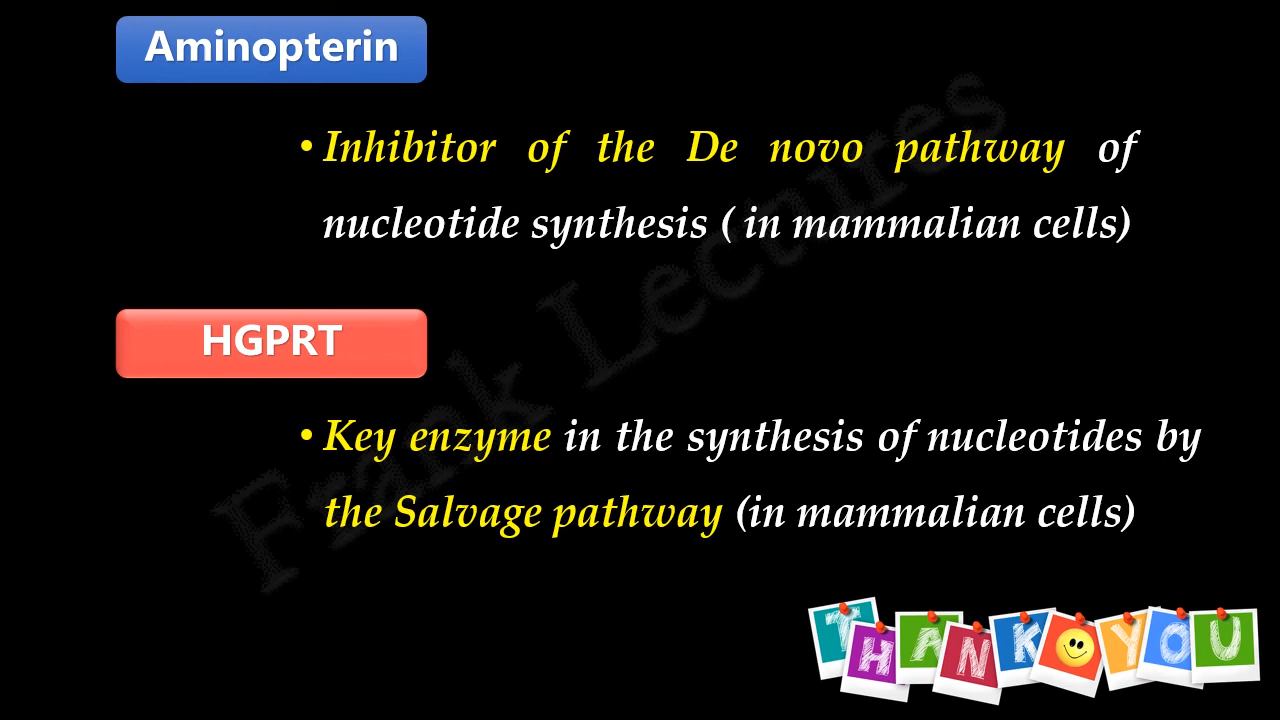 Aminopterin
• Inhibitor of the De novo pathway of
nucleotide synthesis ( in mammalian cells)
HGPRT
• Key enzyme in the synthesis of nucleotides by
the Salvage pathway (in mammalian cells)
Frank Lectures
THANK YOU